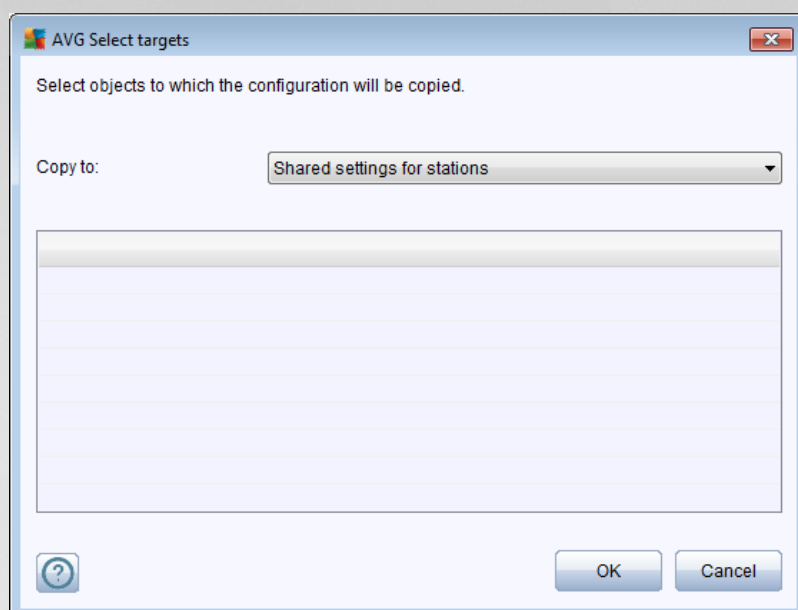 AVG Select targets
Select objects to which the configuration will be copied.
Copy to:
Shared settings for stations
OK
Cancel